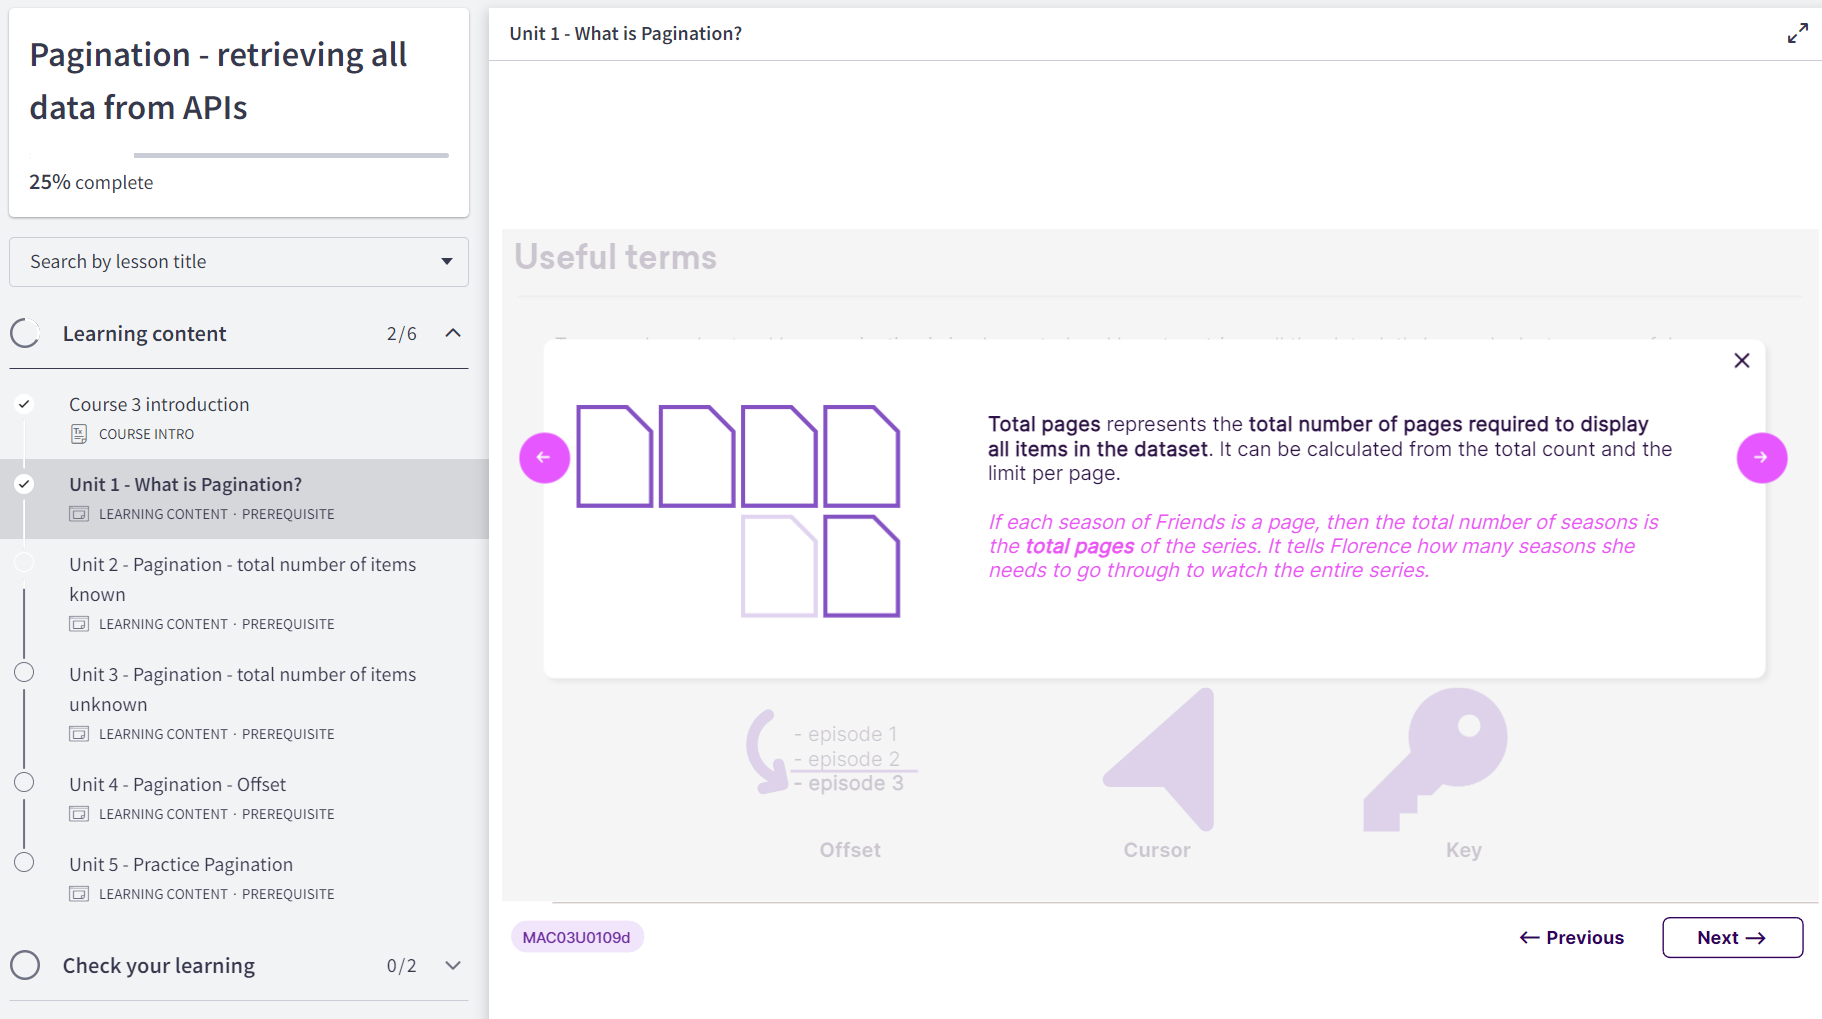 Pagination - retrieving all
data from APIs
25% complete
Search by lesson title
Learning content 2/6
Course 3 introduction
COURSE INTRO
Unit 1 - What is Pagination?
LEARNING CONTENT · PREREQUISITE
Unit 2 - Pagination - total number of items
known
LEARNING CONTENT · PREREQUISITE
Unit 3 - Pagination - total number of items
unknown
LEARNING CONTENT · PREREQUISITE
Unit 4 - Pagination - Offset
LEARNING CONTENT · PREREQUISITE
Unit 5 - Practice Pagination
LEARNING CONTENT · PREREQUISITE
Check your learning 0/2
Unit 1 - What is Pagination?
Useful terms
Total pages represents the total number of pages required to display
all items in the dataset. It can be calculated from the total count and the
limit per page.
If each season of Friends is a page, then the total number of seasons is
the total pages of the series. It tells Florence how many seasons she
needs to go through to watch the entire series.
- episode 1
- episode 2
- episode 3
Offset
Cursor
Key
MAC03U0109d
← Previous
Next →